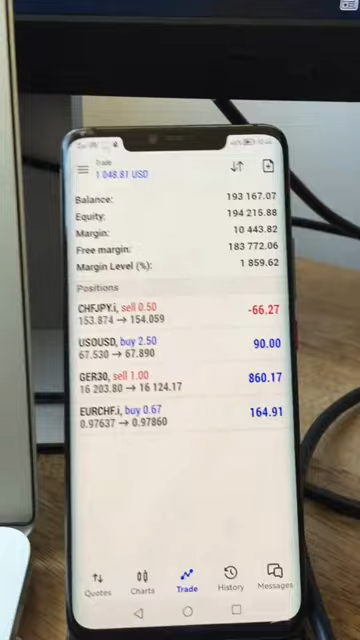 Trade
1 048.81 USD
Balance: 193 167.07
Equity: 194 215.88
Margin: 10 443.82
Free margin: 183 772.06
Margin Level (%): 1 859.62
Positions
CHFJPY.i, sell 0.50
153.874 → 154.059 -66.27
USOUSD, buy 2.50
67.530 → 67.890 90.00
GER30, sell 1.00
16 203.80 → 16 124.17 860.17
EURCHF.i, buy 0.67
0.97637 → 0.97860 164.91
Quotes Charts Trade History Messages